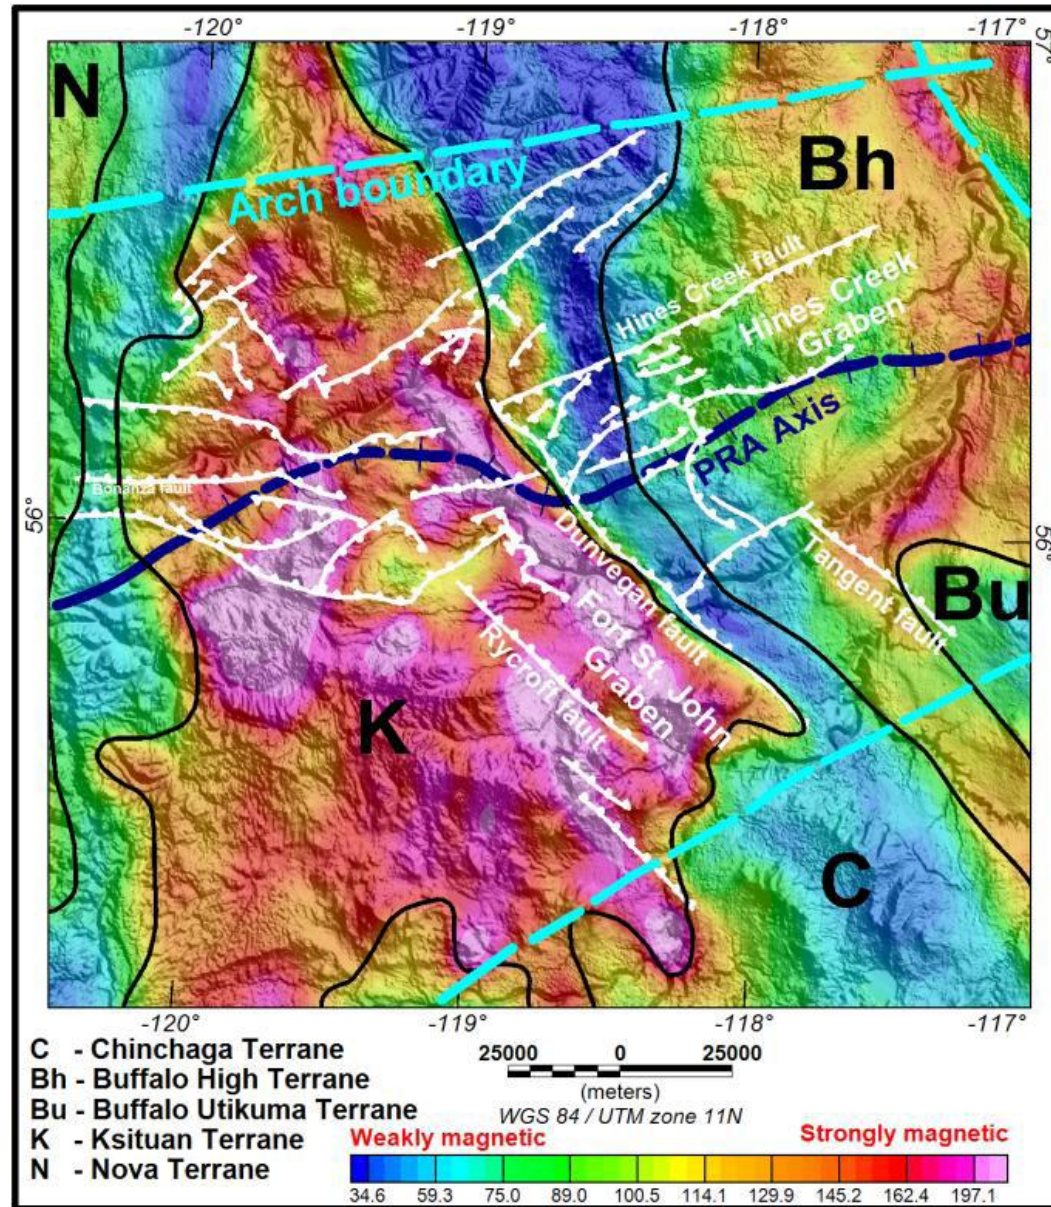 -120°
-119°
-118°
-117°
57°
N
Bh
Arch boundary
Hines Creek fault
Hines Creek
Graben
PRA Axis
Bonanza fault
56°
56°
Dunvegan fault
Tangent fault
Bu
Fort St. John
Graben
Rycroft fault
K
C
-120°
-119°
-118°
-117°
C - Chinchaga Terrane
Bh - Buffalo High Terrane
Bu - Buffalo Utikuma Terrane
K - Ksituan Terrane
N - Nova Terrane
25000 0 25000
(meters)
WGS 84 / UTM zone 11N
Weakly magnetic
Strongly magnetic
34.6 59.3 75.0 89.0 100.5 114.1 129.9 145.2 162.4 197.1